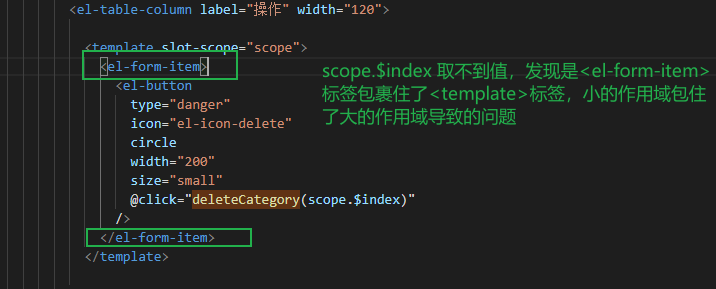 <el-table-column label="操作" width="120">
<template slot-scope="scope">
<el-form-item>
<el-button
type="danger"
icon="el-icon-delete"
circle
width="200"
size="small"
@click="deleteCategory(scope.$index)"
/>
</el-form-item>
</template>
scope.$index 取不到值，发现是<el-form-item>
标签包裹住了<template>标签，小的作用域包住
了大的作用域导致的问题